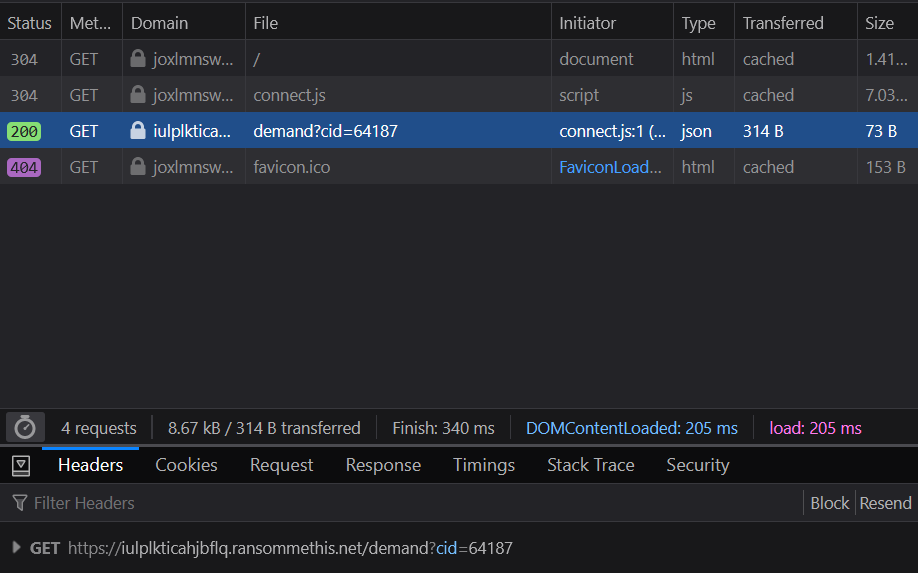 Status Met... Domain File Initiator Type Transferred Size
304 GET joxlmnsw... / document html cached 1.41...
304 GET joxlmnsw... connect.js script js cached 7.03...
200 GET iulplktica... demand?cid=64187 connect.js:1 (... json 314 B 73 B
404 GET joxlmnsw... favicon.ico FaviconLoad... html cached 153 B
4 requests 8.67 kB / 314 B transferred Finish: 340 ms DOMContentLoaded: 205 ms load: 205 ms
Headers Cookies Request Response Timings Stack Trace Security
Filter Headers Block Resend
GET https://iulplkticahjbflq.ransommethis.net/demand?cid=64187